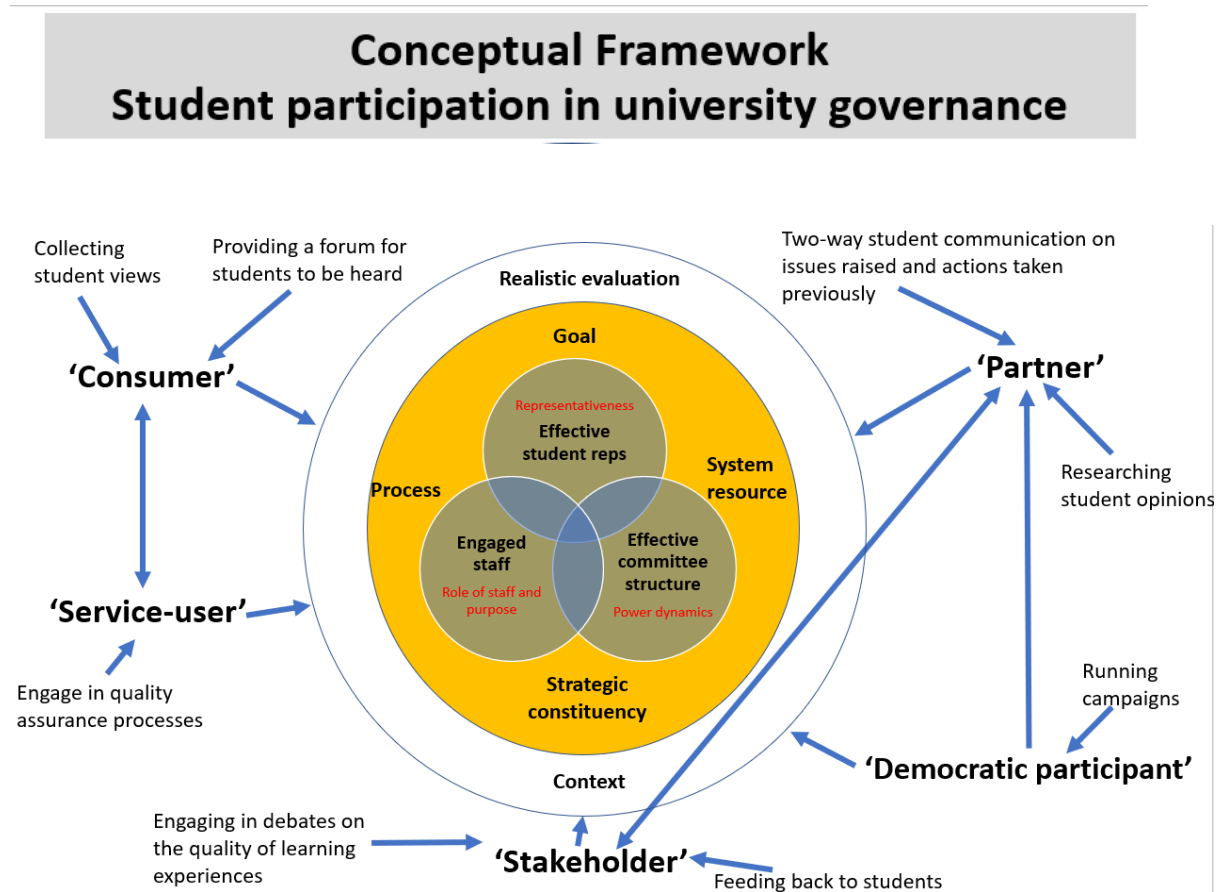 Conceptual Framework
Student participation in university governance
Collecting
student views
Providing a forum for
students to be heard
Two-way student communication on
issues raised and actions taken
previously
Realistic evaluation
Goal
‘Consumer’
‘Partner’
Representativeness
Effective
student reps
Process
System
resource
Researching
student opinions
Engaged
staff
Role of staff and
purpose
Effective
committee
structure
Power dynamics
‘Service-user’
Engage in quality
assurance processes
Strategic
constituency
Running
campaigns
Context
‘Democratic participant’
Engaging in debates on
the quality of learning
experiences
‘Stakeholder’
Feeding back to students